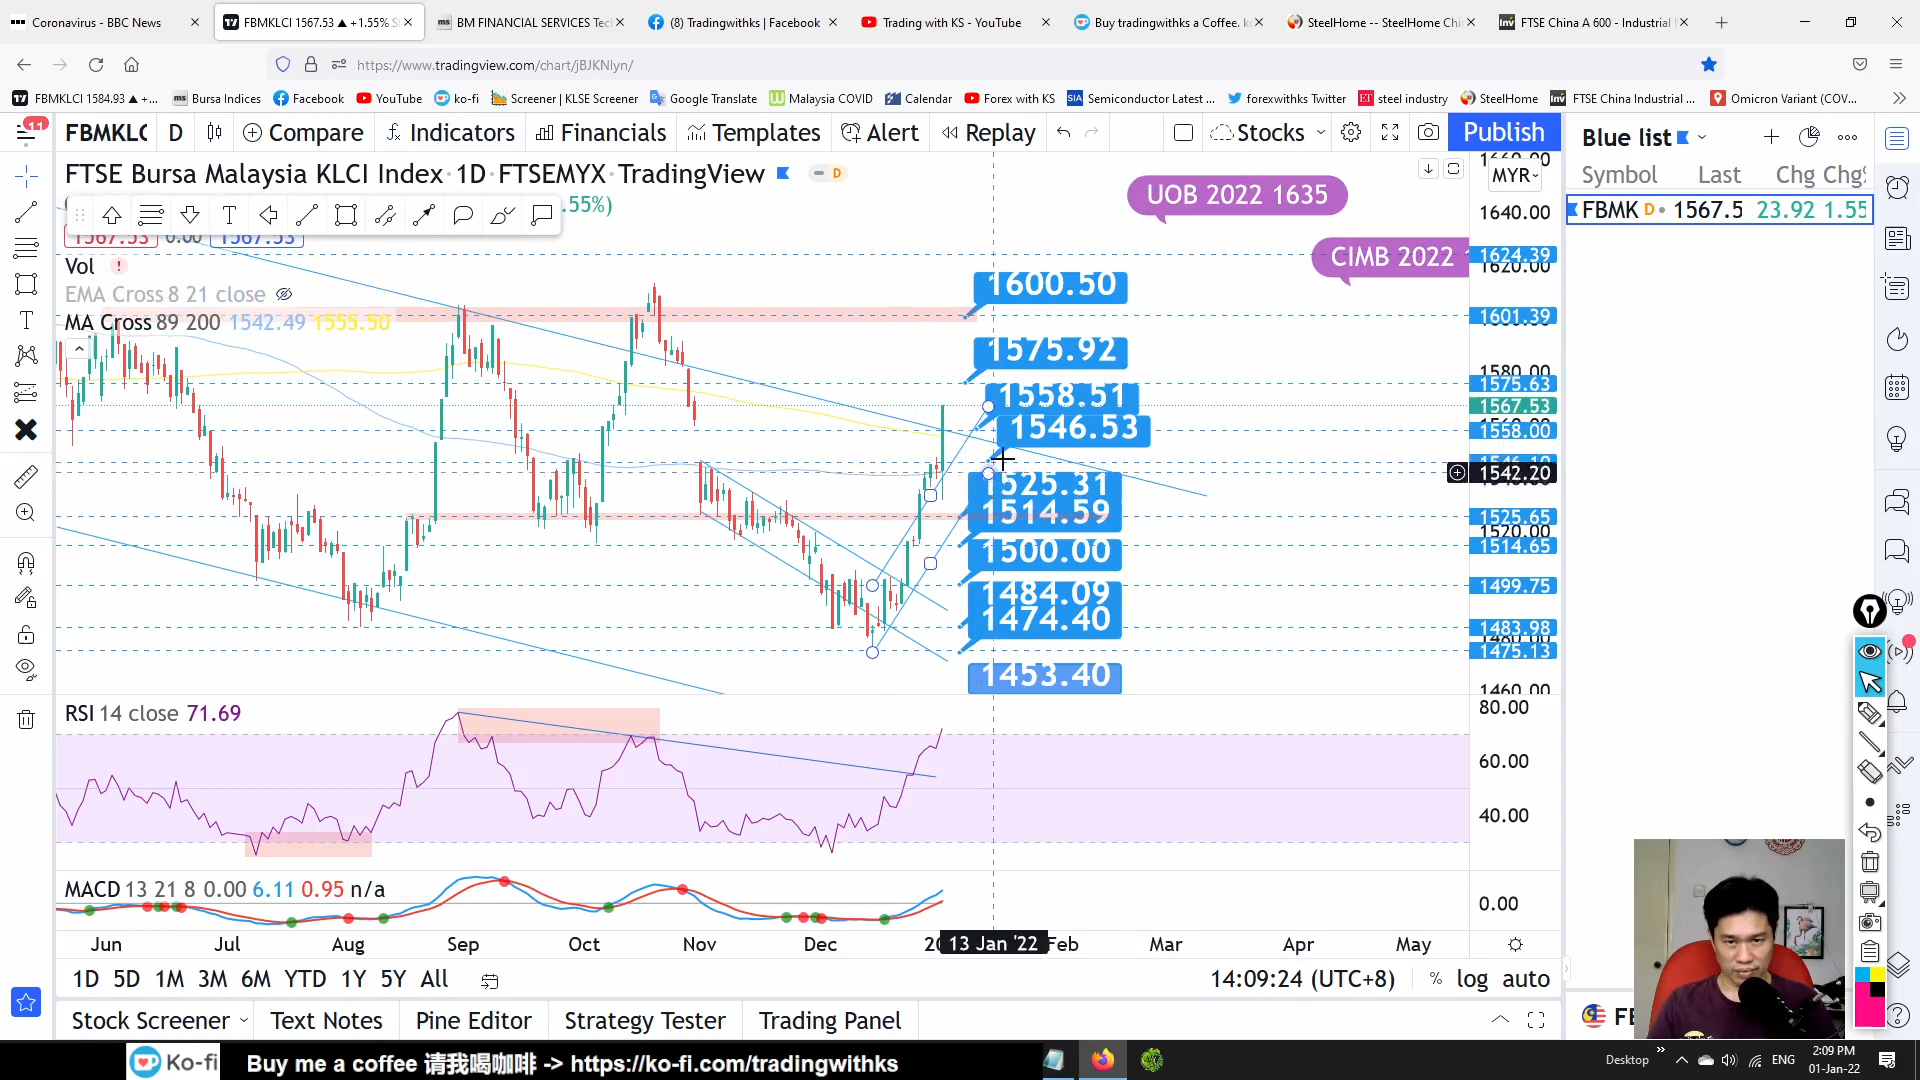 Coronavirus - BBC News
FBMKLCI 1567.53 ▲ +1.55% S
BM FINANCIAL SERVICES Tec
(8) Tradingwithks | Facebook
Trading with KS - YouTube
Buy tradingwithks a Coffee. k
SteelHome -- SteelHome Chi
FTSE China A 600 - Industrial
https://www.tradingview.com/chart/jBJKNlyn/
FBMKLCI 1584.93 ▲ +...
Bursa Indices
Facebook
YouTube
ko-fi
Screener | KLSE Screener
Google Translate
Malaysia COVID
Calendar
Forex with KS
Semiconductor Latest ...
forexwithks Twitter
steel industry
SteelHome
FTSE China Industrial ...
Omicron Variant (COV...
11
FBMKLC
D
Compare
Indicators
Financials
Templates
Alert
Replay
Stocks
Publish
Blue list
Symbol Last Chg Chg%
FBMK D 1567.5 23.92 1.55
FTSE Bursa Malaysia KLCI Index · 1D · FTSEMYX · TradingView
D
.55%)
1567.53 0.00 1567.53
Vol
EMA Cross 8 21 close
MA Cross 89 200 1542.49 1555.50
UOB 2022 1635
CIMB 2022
MYR
1660.00
1640.00
1624.39
1620.00
1601.39
1580.00
1575.63
1567.53
1558.00
1546.10
1542.20
1525.65
1520.00
1514.65
1499.75
1483.98
1480.00
1475.13
1460.00
1600.50
1575.92
1558.51
1546.53
1525.31
1514.59
1500.00
1484.09
1474.40
1453.40
RSI 14 close 71.69
80.00
60.00
40.00
MACD 13 21 8 0.00 6.11 0.95 n/a
0.00
Jun Jul Aug Sep Oct Nov Dec 20 13 Jan '22 Feb Mar Apr May
1D 5D 1M 3M 6M YTD 1Y 5Y All
14:09:24 (UTC+8) % log auto
Stock Screener
Text Notes
Pine Editor
Strategy Tester
Trading Panel
Ko-fi
Buy me a coffee 请我喝咖啡 -> https://ko-fi.com/tradingwithks
Desktop
ENG
2:09 PM
01-Jan-22